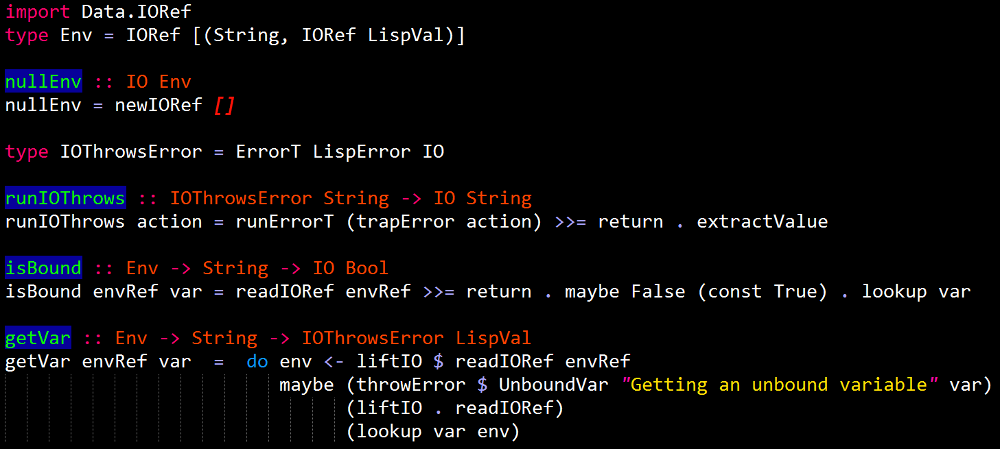 import Data.IORef
type Env = IORef [(String, IORef LispVal)]
nullEnv :: IO Env
nullEnv = newIORef []
type IOThrowsError = ErrorT LispError IO
runIOThrows :: IOThrowsError String -> IO String
runIOThrows action = runErrorT (trapError action) >>= return . extractValue
isBound :: Env -> String -> IO Bool
isBound envRef var = readIORef envRef >>= return . maybe False (const True) . lookup var
getVar :: Env -> String -> IOThrowsError LispVal
getVar envRef var  =  do env <- liftIO $ readIORef envRef
                         maybe (throwError $ UnboundVar "Getting an unbound variable" var)
                               (liftIO . readIORef)
                               (lookup var env)